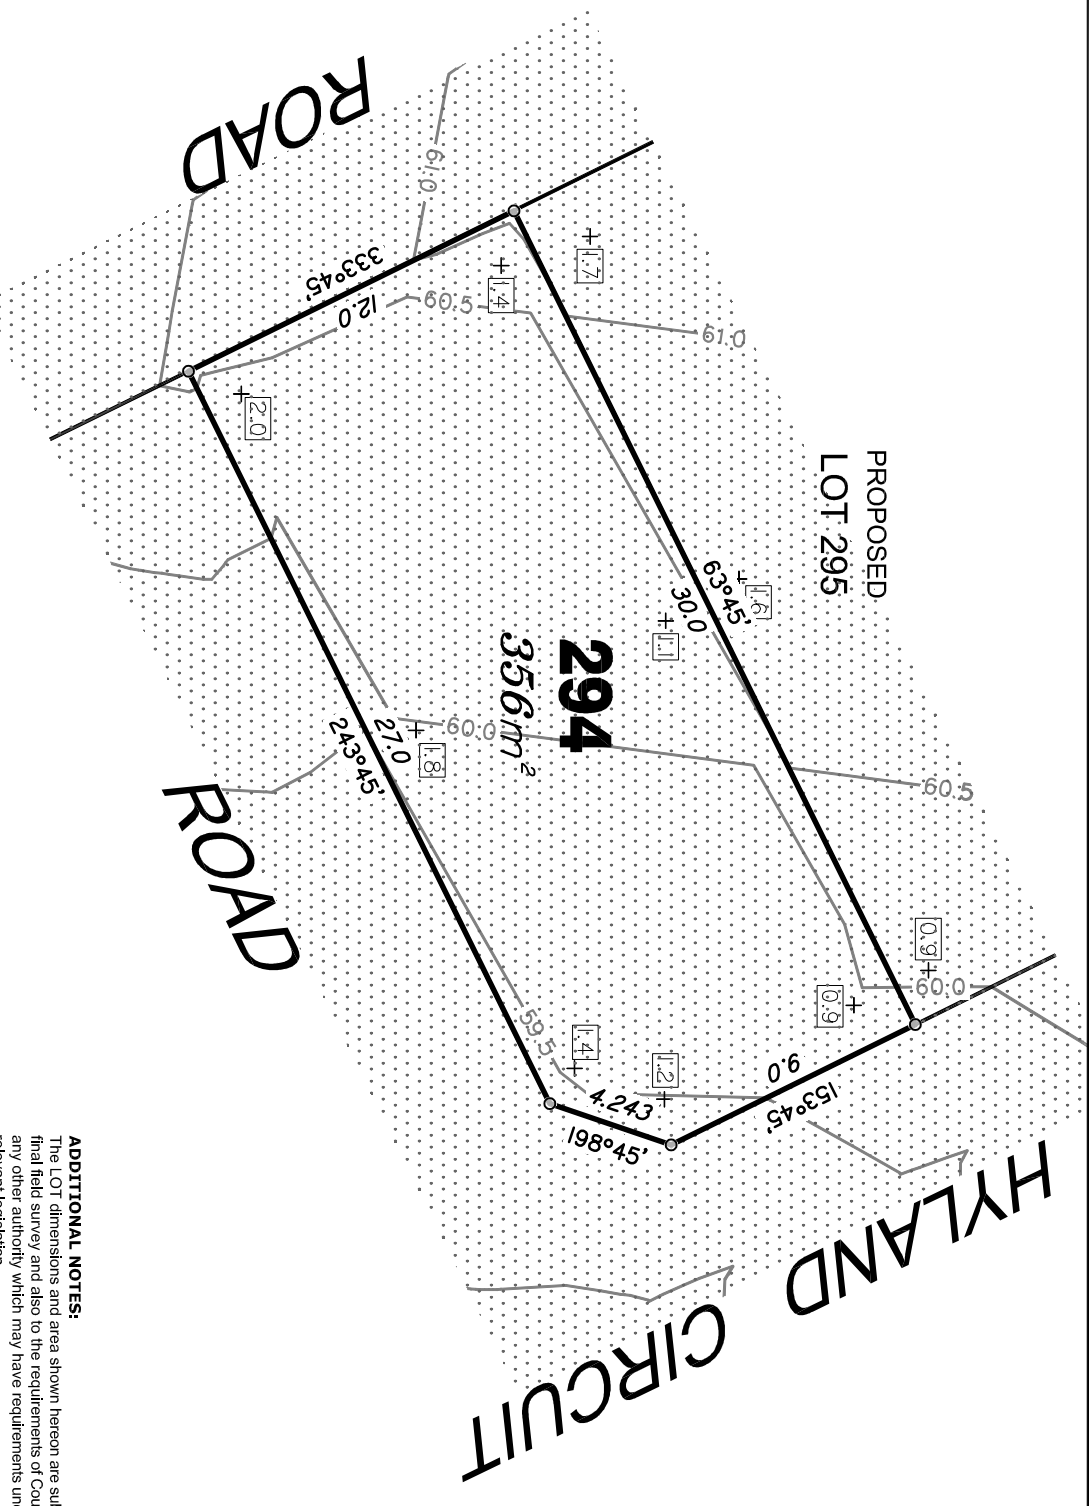 ROAD
61.0
333°45'
12.0
60.5
1.4
1.7
61.0
2.0
PROPOSED
LOT 295
63°45'
30.0
1.6
1.1
294
356m²
60.0
1.8
27.0
243°45'
ROAD
60.5
0.9
60.0
0.9
59.5
1.4
1.2
4.243
198°45'
9.0
153°45'
HYLAND CIRCUIT
ADDITIONAL NOTES:
The LOT dimensions and area shown hereon are
final field survey and also to the requirements of
any other authority which may have requirements